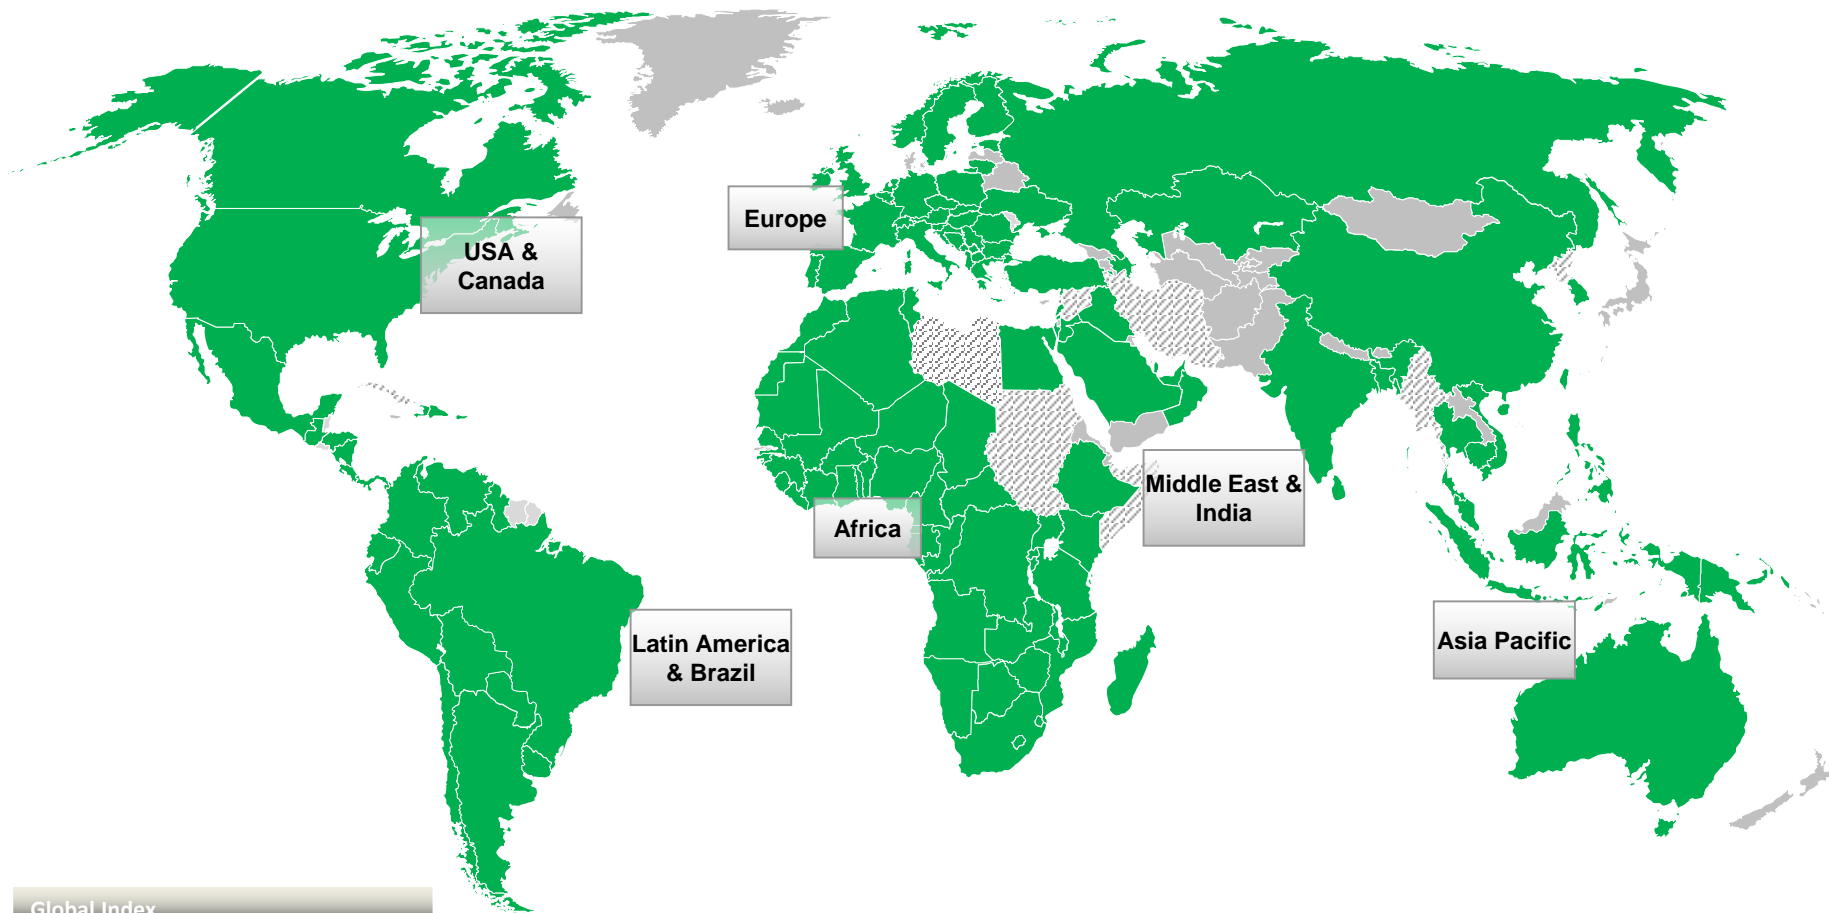 Europe
USA &
Canada
Middle East &
India
Africa
Latin America
& Brazil
Asia Pacific
Global Index